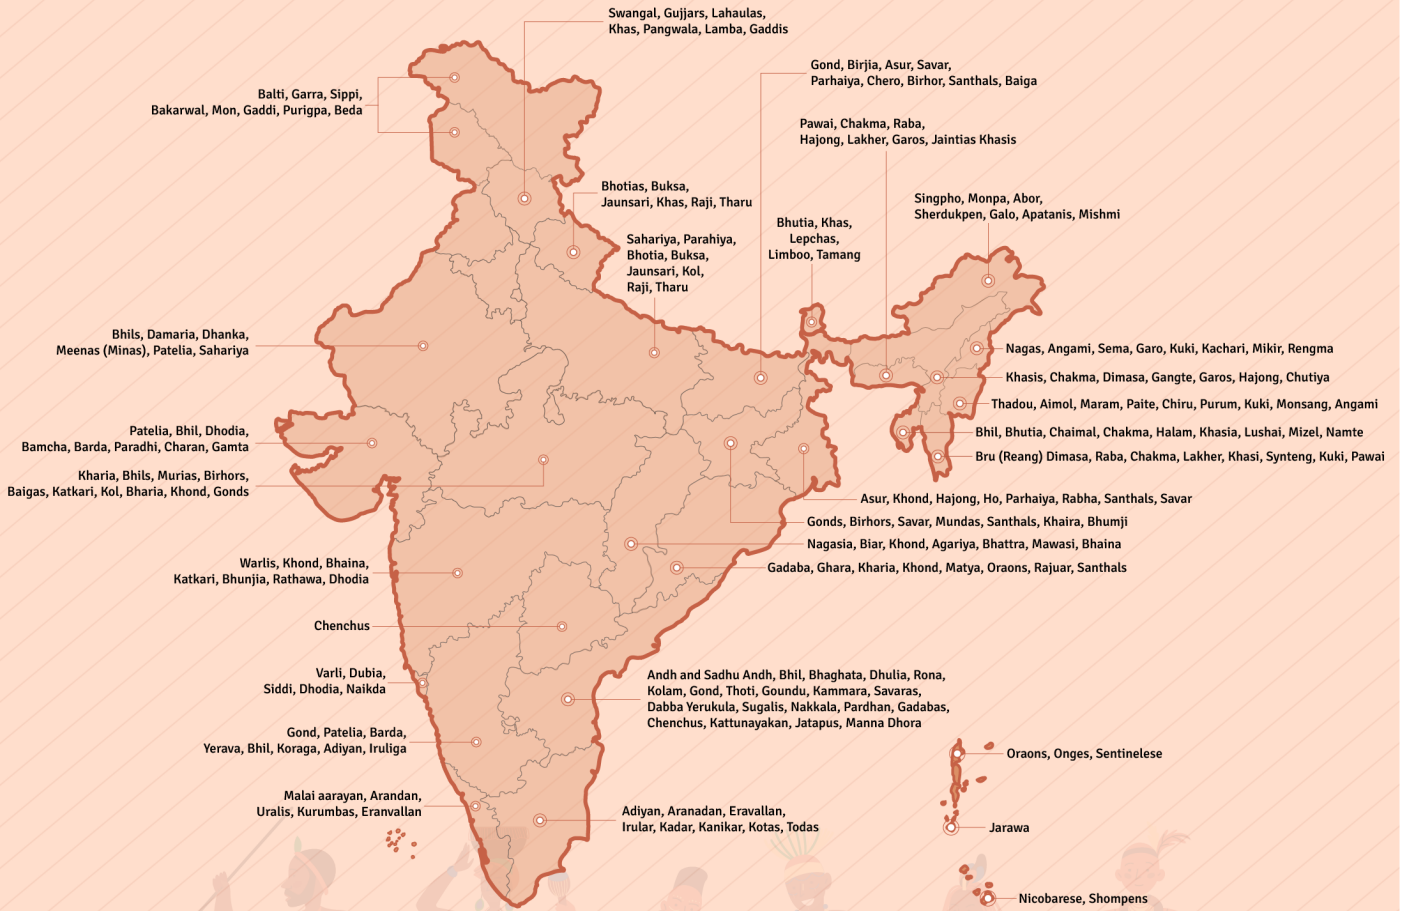 Swangal, Gujjars, Lahaulas,
Khas, Pangwala, Lamba, Gaddis
Gond, Birjia, Asur, Savar,
Parhaiya, Chero, Birhor, Santhals, Baiga
Balti, Garra, Sippi,
Bakarwal, Mon, Gaddi, Purigpa, Beda
Pawai, Chakma, Raba,
Hajong, Lakher, Garos, Jaintias Khasis
Bhotias, Buksa,
Jaunsari, Khas, Raji, Tharu
Singpho, Monpa, Abor,
Sherdukpen, Galo, Apatanis, Mishmi
Bhutia, Khas,
Lepchas,
Limboo, Tamang
Sahariya, Parahiya,
Bhotia, Buksa,
Jaunsari, Kol,
Raji, Tharu
Bhils, Damaria, Dhanka,
Meenas (Minas), Patelia, Sahariya
Nagas, Angami, Sema, Garo, Kuki, Kachari, Mikir, Rengma
Khasis, Chakma, Dimasa, Gangte, Garos, Hajong, Chutiya
Thadou, Aimol, Maram, Paite, Chiru, Purum, Kuki, Monsang, Angami
Patelia, Bhil, Dhodia,
Bamcha, Barda, Paradhi, Charan, Gamta
Bhil, Bhutia, Chaimal, Chakma, Halam, Khasia, Lushai, Mizel, Namte
Bru (Reang) Dimasa, Raba, Chakma, Lakher, Khasi, Synteng, Kuki, Pawai
Kharia, Bhils, Murias, Birhors,
Baigas, Katkari, Kol, Bharia, Khond, Gonds
Asur, Khond, Hajong, Ho, Parhaiya, Rabha, Santhals, Savar
Gonds, Birhors, Savar, Mundas, Santhals, Khaira, Bhumji
Nagasia, Biar, Khond, Agariya, Bhattra, Mawasi, Bhaina
Gadaba, Ghara, Kharia, Khond, Matya, Oraons, Rajuar, Santhals
Warlis, Khond, Bhaina,
Katkari, Bhunjia, Rathawa, Dhodia
Chenchus
Varli, Dubia,
Siddi, Dhodia, Naikda
Andh and Sadhu Andh, Bhil, Bhaghata, Dhulia, Rona,
Kolam, Gond, Thoti, Goundu, Kammara, Savaras,
Dabba Yerukula, Sugalis, Nakkala, Pardhan, Gadabas,
Chenchus, Kattunayakan, Jatapus, Manna Dhora
Gond, Patelia, Barda,
Yerava, Bhil, Koraga, Adiyan, Iruliga
Oraons, Onges, Sentinelese
Malai aarayan, Arandan,
Uralis, Kurumbas, Eranvallan
Adiyan, Aranadan, Eravallan,
Irular, Kadar, Kanikar, Kotas, Todas
Jarawa
Nicobarese, Shompens